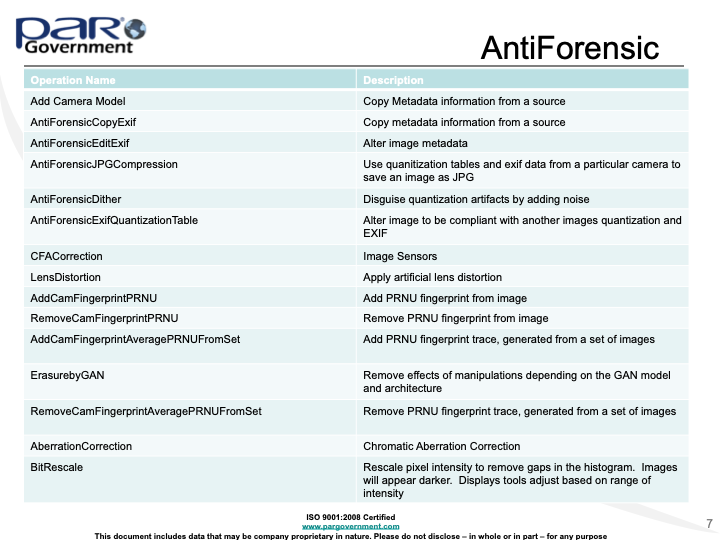 PAR
Government
AntiForensic
Operation Name Description
Add Camera Model Copy Metadata information from a source
AntiForensicCopyExif Copy metadata information from a source
AntiForensicEditExif Alter image metadata
AntiForensicJPGCompression Use quanitization tables and exif data from a particular camera to
save an image as JPG
AntiForensicDither Disguise quantization artifacts by adding noise
AntiForensicExifQuantizationTable Alter image to be compliant with another images quantization and
EXIF
CFACorrection Image Sensors
LensDistortion Apply artificial lens distortion
AddCamFingerprintPRNU Add PRNU fingerprint from image
RemoveCamFingerprintPRNU Remove PRNU fingerprint from image
AddCamFingerprintAveragePRNUFromSet Add PRNU fingerprint trace, generated from a set of images
ErasurebyGAN Remove effects of manipulations depending on the GAN model
and architecture
RemoveCamFingerprintAveragePRNUFromSet Remove PRNU fingerprint trace, generated from a set of images
AberrationCorrection Chromatic Aberration Correction
BitRescale Rescale pixel intensity to remove gaps in the histogram. Images
will appear darker. Displays tools adjust based on range of
intensity
ISO 9001:2008 Certified
www.pargovernment.com
This document includes data that may be company proprietary in nature. Please do not disclose – in whole or in part – for any purpose
7